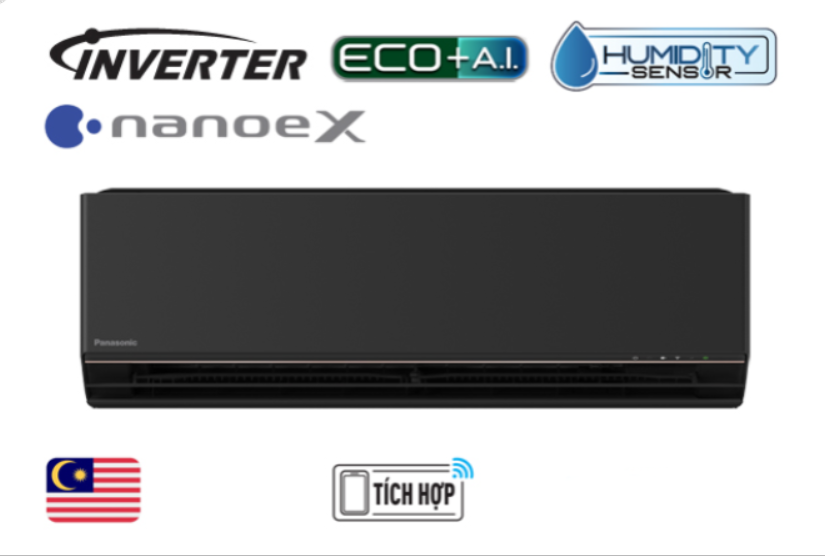 INVERTER
ECO+A.I.
HUMIDITY
SENSOR
nanoeX
Panasonic
TÍCH HỢP